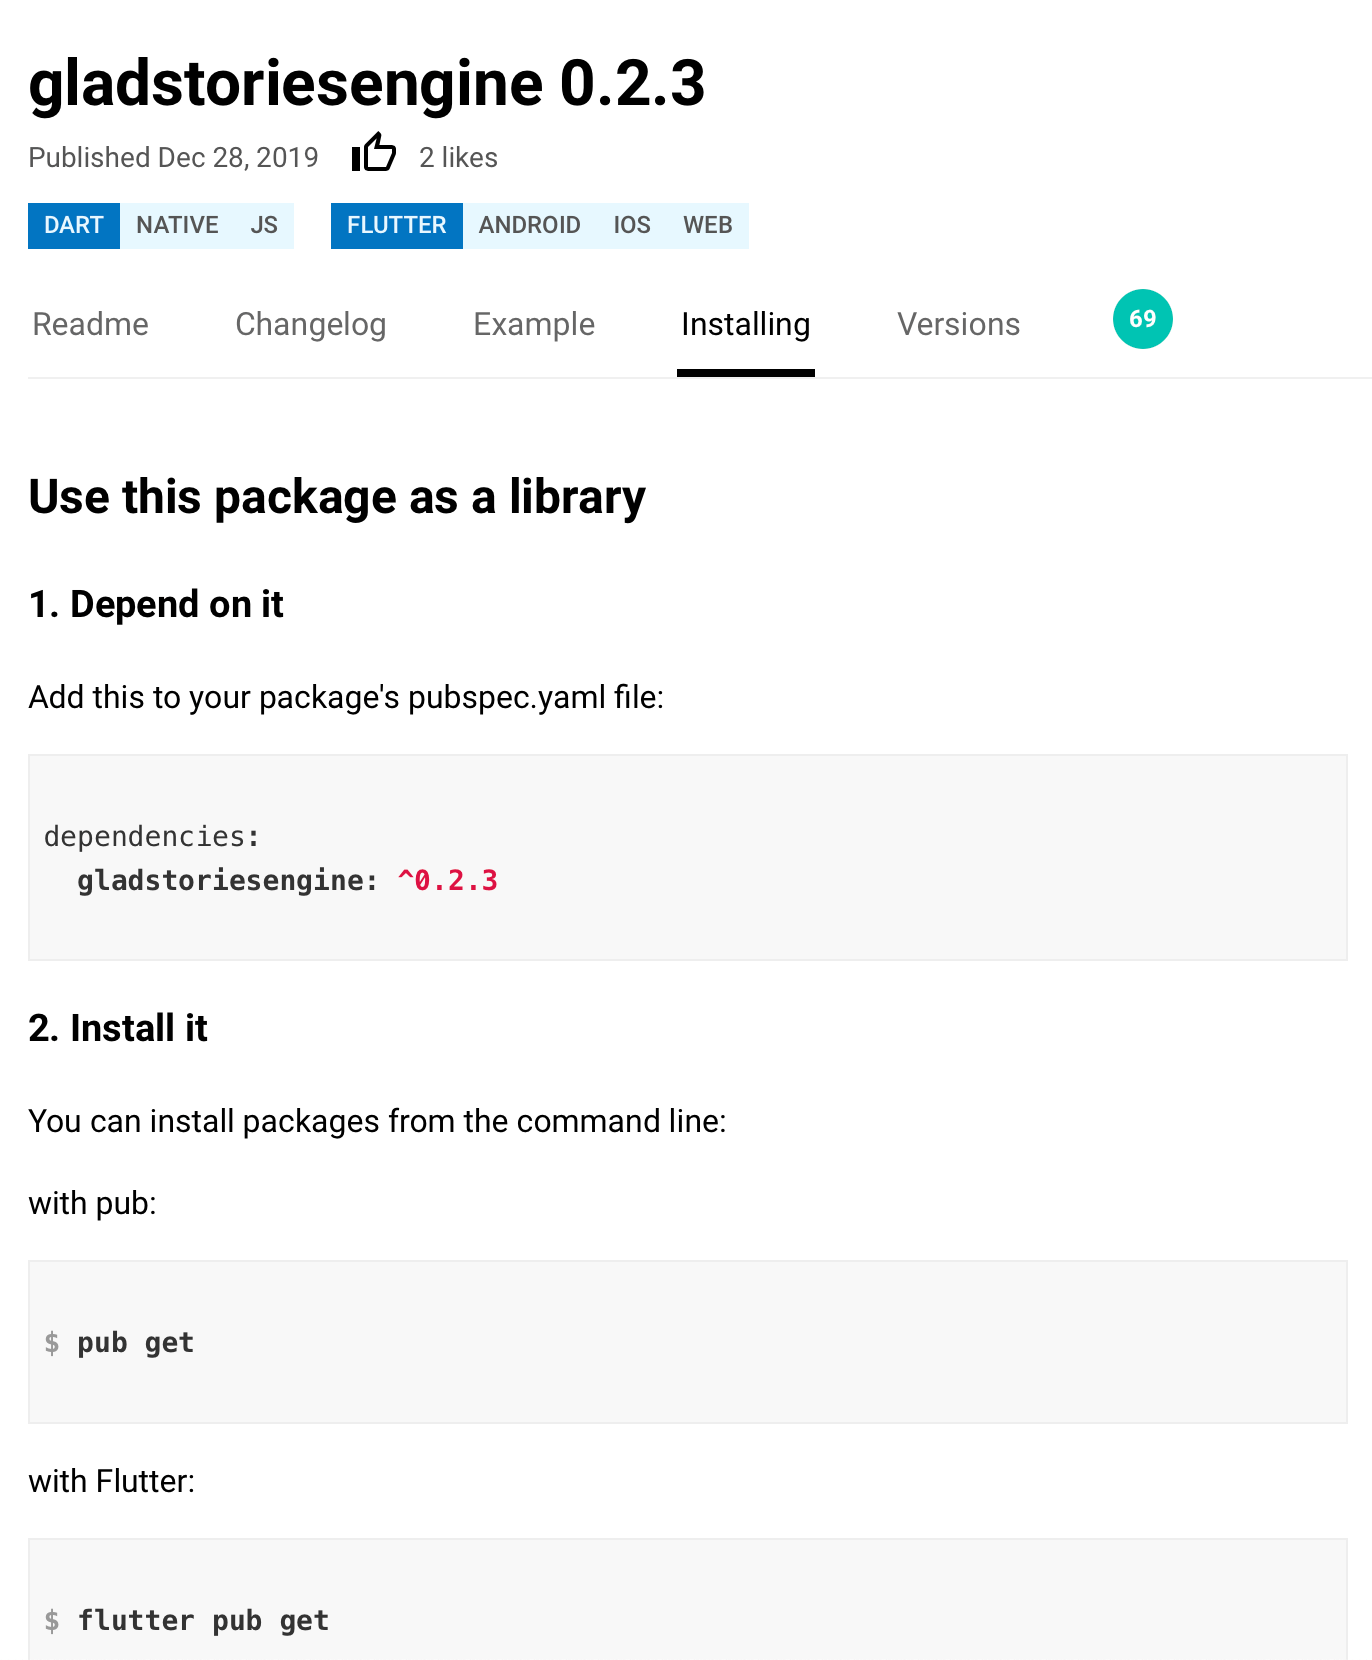 gladstoriesengine 0.2.3
Published Dec 28, 2019 2 likes
DART NATIVE JS FLUTTER ANDROID IOS WEB
Readme Changelog Example Installing Versions 69
Use this package as a library
1. Depend on it
Add this to your package's pubspec.yaml file:
dependencies:
  gladstoriesengine: ^0.2.3
2. Install it
You can install packages from the command line:
with pub:
$ pub get
with Flutter:
$ flutter pub get